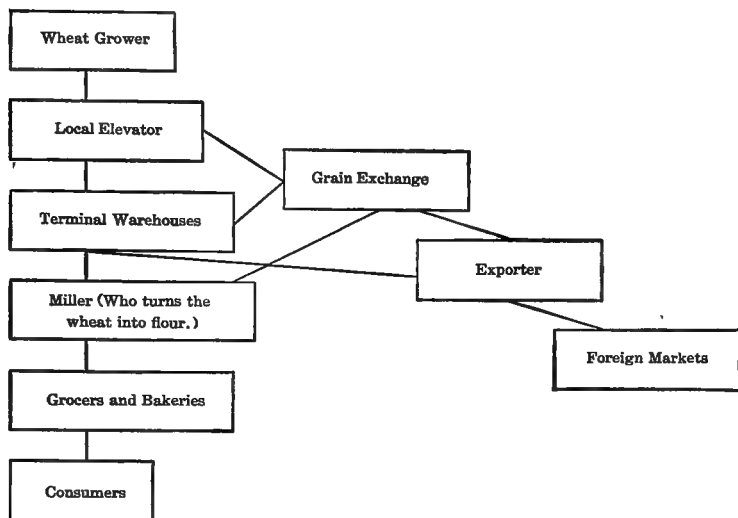 Wheat Grower
Local Elevator
Grain Exchange
Terminal Warehouses
Exporter
Miller (Who turns the
wheat into flour.)
Foreign Markets
Grocers and Bakeries
Consumers